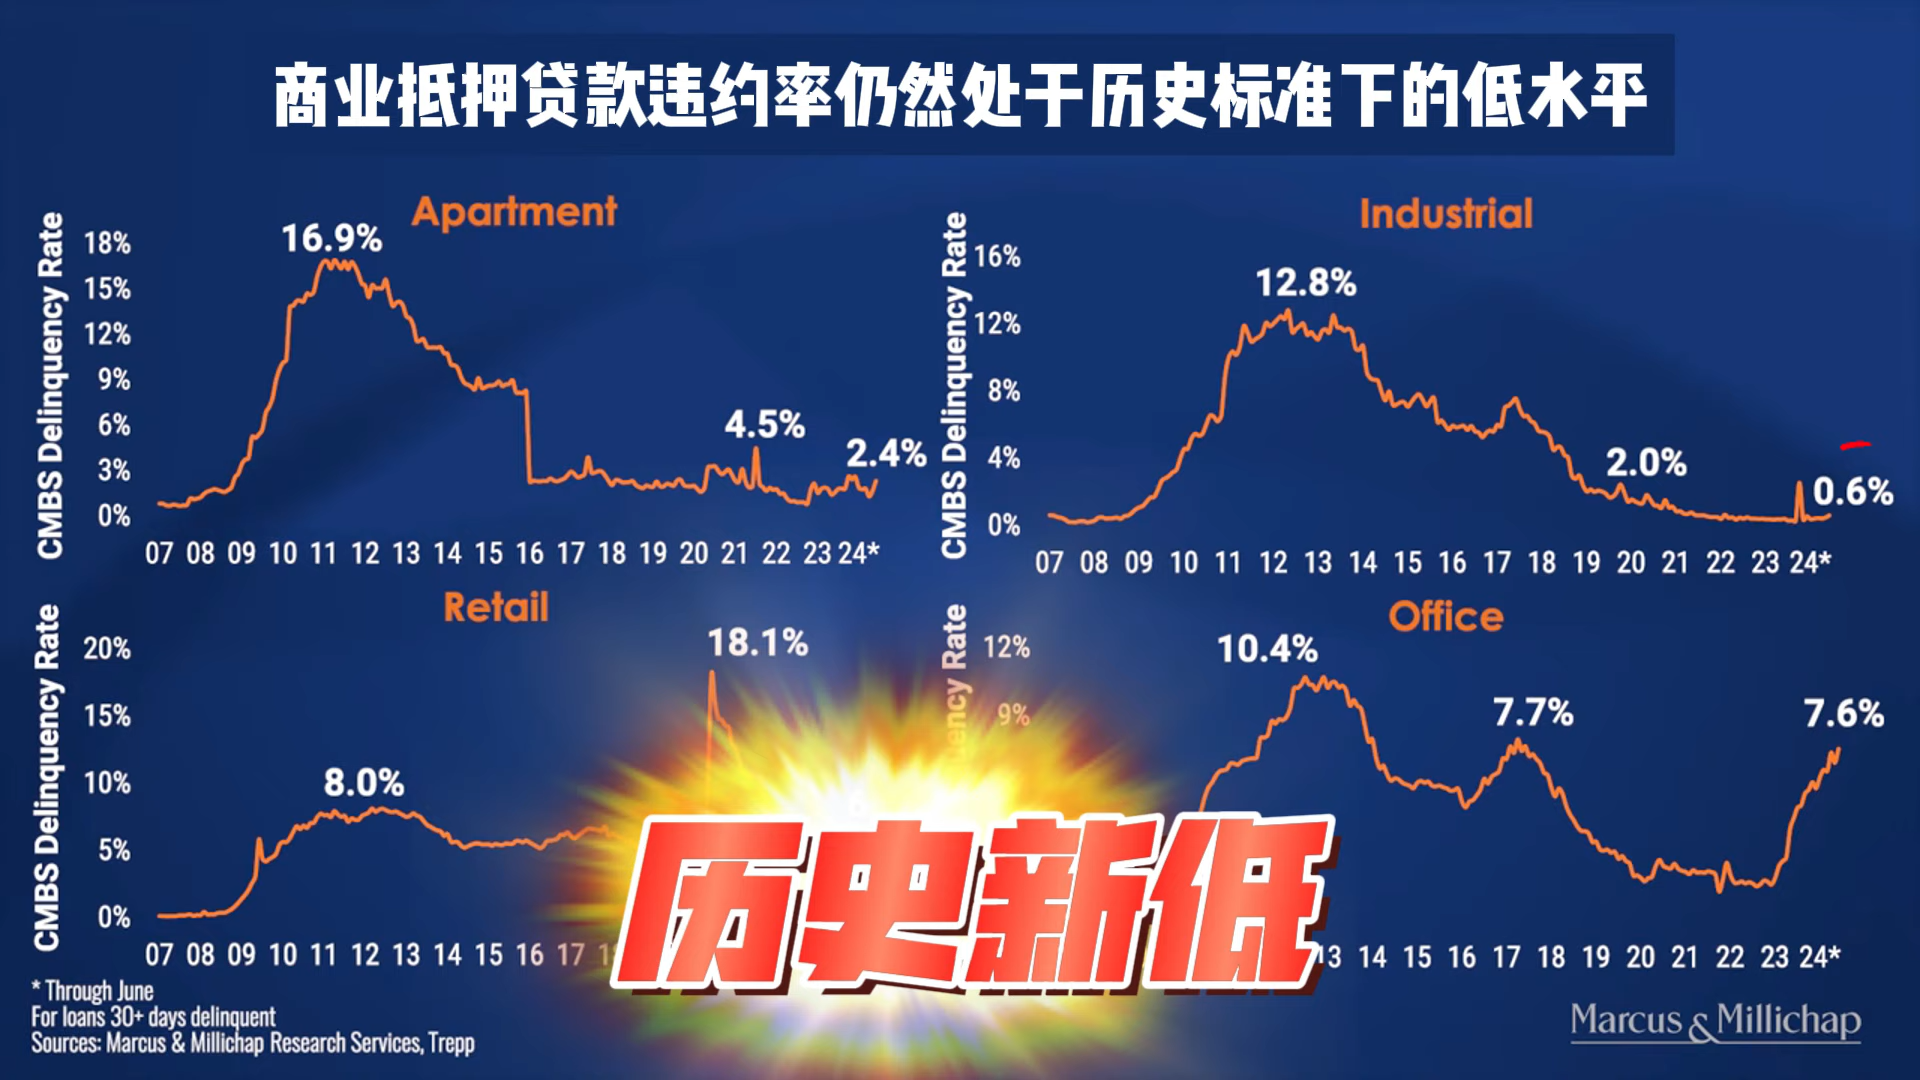 商业抵押贷款违约率仍然处于历史标准下的低水平
Apartment
CMBS Delinquency Rate
18%
15%
12%
9%
6%
3%
0%
16.9%
4.5%
2.4%
07 08 09 10 11 12 13 14 15 16 17 18 19 20 21 22 23 24*
Industrial
CMBS Delinquency Rate
16%
12%
8%
4%
0%
12.8%
2.0%
0.6%
07 08 09 10 11 12 13 14 15 16 17 18 19 20 21 22 23 24*
Retail
CMBS Delinquency Rate
20%
15%
10%
5%
0%
8.0%
18.1%
07 08 09 10 11 12 13 14 15 16 17
Office
Rate
12%
9%
10.4%
7.7%
7.6%
13 14 15 16 17 18 19 20 21 22 23 24*
历史新低
* Through June
For loans 30+ days delinquent
Sources: Marcus & Millichap Research Services, Trepp
Marcus & Millichap